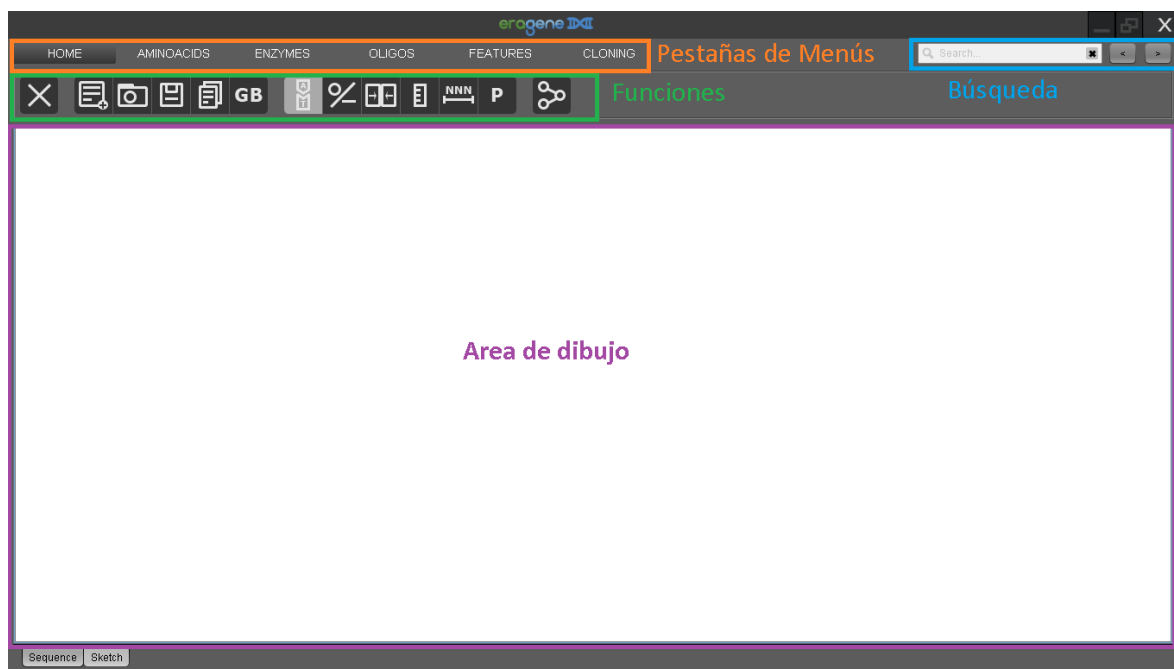 erogene IXII
HOME AMINOACIDS ENZYMES OLIGOS FEATURES CLONING Pestañas de Menús Search...
GB A T NNN P Funciones Búsqueda
Area de dibujo
Sequence Sketch